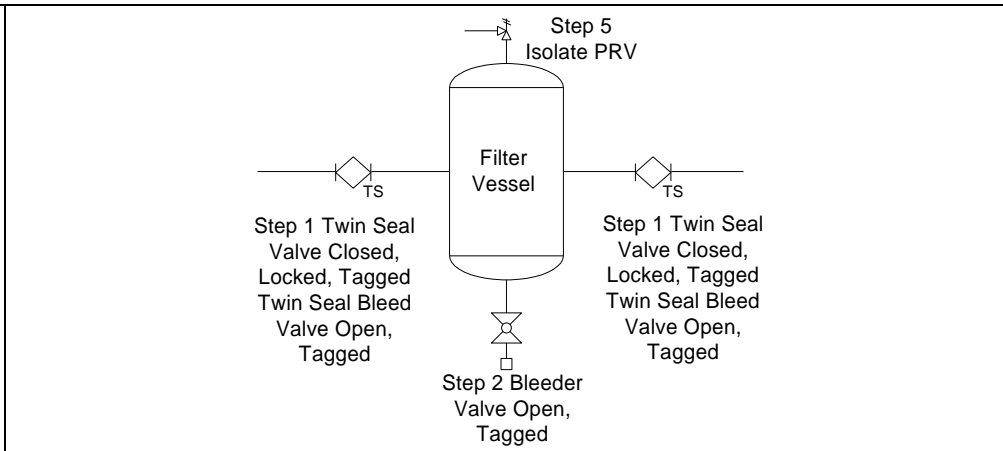 Step 5
Isolate PRV
Filter
Vessel
TS
TS
Step 1 Twin Seal
Valve Closed,
Locked, Tagged
Twin Seal Bleed
Valve Open,
Tagged
Step 1 Twin Seal
Valve Closed,
Locked, Tagged
Twin Seal Bleed
Valve Open,
Tagged
Step 2 Bleeder
Valve Open,
Tagged